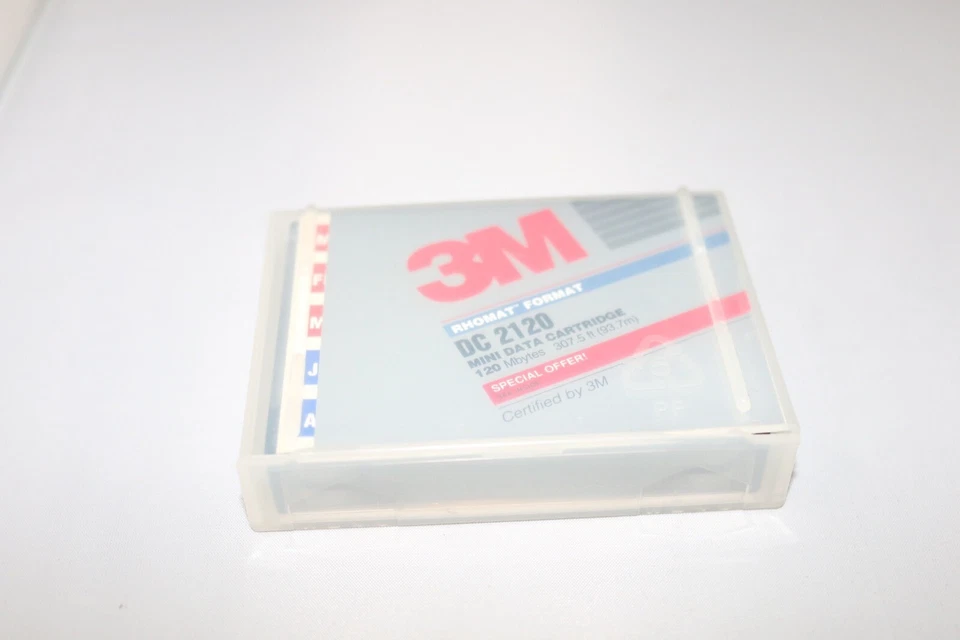 3M
RHOMAT™ FORMAT
DC 2120
MINI DATA CARTRIDGE
120 Mbytes 307.5 ft (93.7m)
SPECIAL OFFER!
Certified by 3M
PP
M
J
A